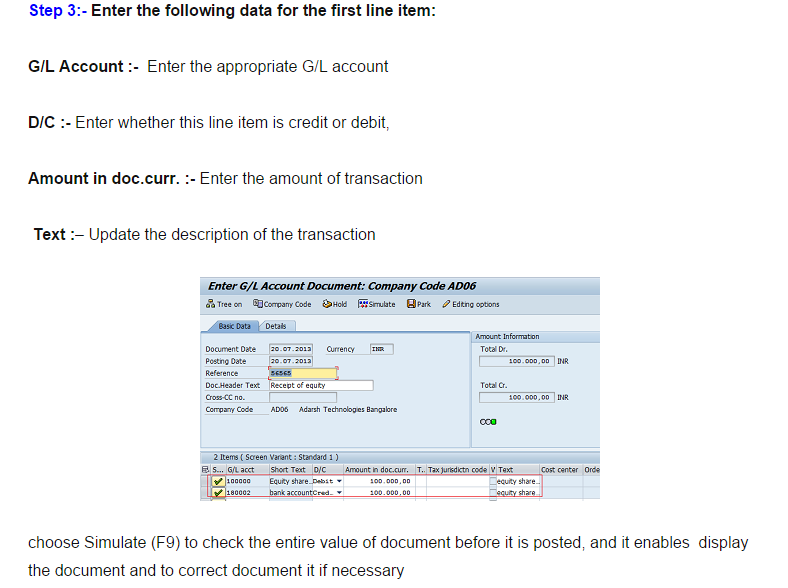 Step 3:- Enter the following data for the first line item:
G/L Account :- Enter the appropriate G/L account
D/C :- Enter whether this line item is credit or debit,
Amount in doc.curr. :- Enter the amount of transaction
Text :– Update the description of the transaction
Enter G/L Account Document: Company Code AD06
Tree on Company Code Hold Simulate Park Editing options
Basic Data Details
Amount Information
Document Date 20.07.2013 Currency INR
Total Dr.
Posting Date 20.07.2013
100.000,00 INR
Reference 56565
Doc.Header Text Receipt of equity
Total Cr.
Cross-CC no.
100.000,00 INR
Company Code AD06 Adarsh Technologies Bangalore
2 Items ( Screen Variant : Standard 1 )
S... G/L acct Short Text D/C Amount in doc.curr. T.. Tax jurisdictn code V Text Cost center Orde
100000 Equity share.. Debit 100.000,00 equity share..
180002 bank account Cred.. 100.000,00 equity share..
choose Simulate (F9) to check the entire value of document before it is posted, and it enables display
the document and to correct document it if necessary